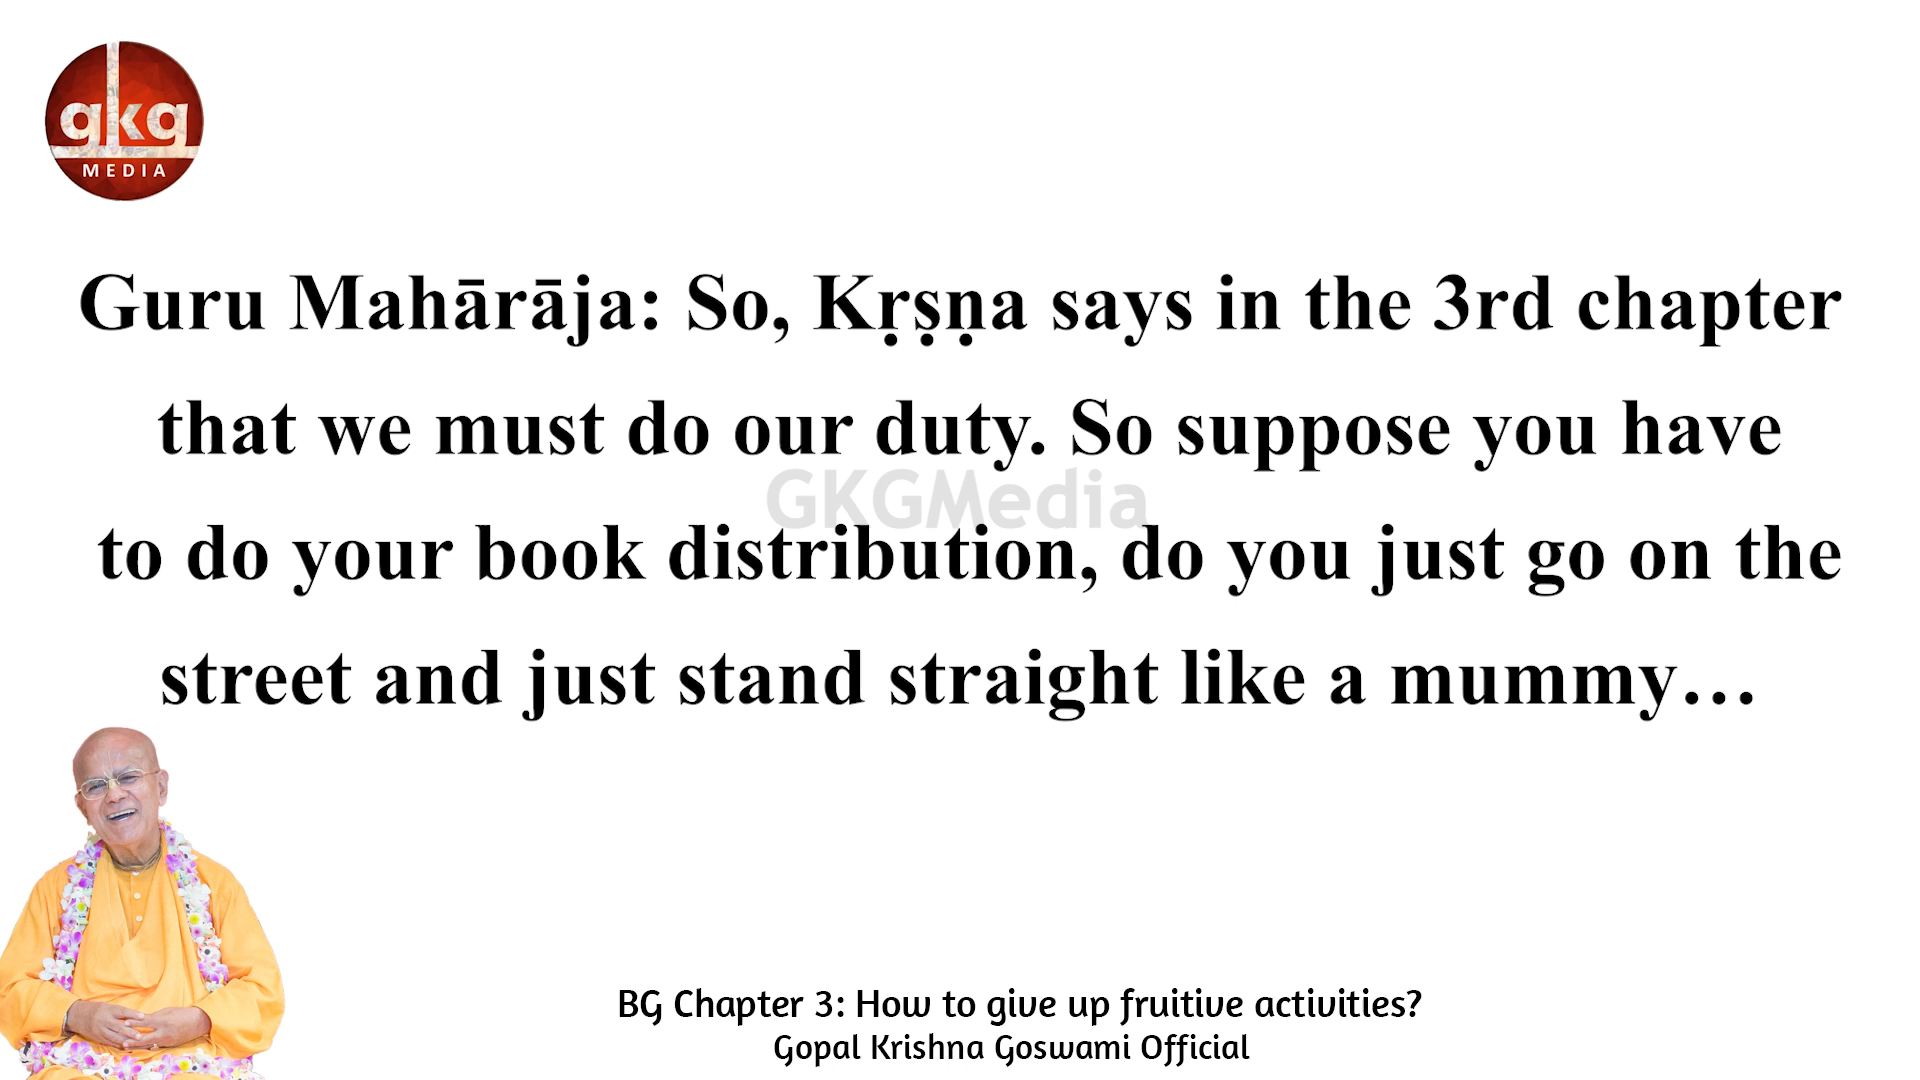 gkg
MEDIA
Guru Mahārāja: So, Kṛṣṇa says in the 3rd chapter
that we must do our duty. So suppose you have
GKGMedia
to do your book distribution, do you just go on the
street and just stand straight like a mummy…
BG Chapter 3: How to give up fruitive activities?
Gopal Krishna Goswami Official